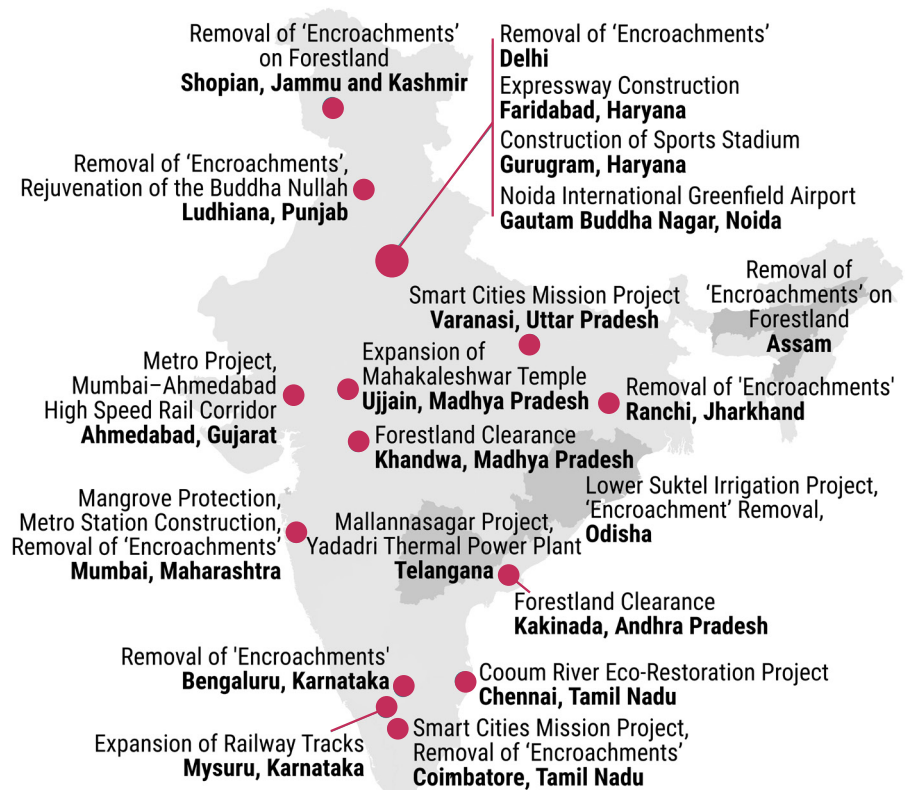 Removal of ‘Encroachments’
on Forestland
Shopian, Jammu and Kashmir
Removal of ‘Encroachments’
Delhi
Expressway Construction
Faridabad, Haryana
Construction of Sports Stadium
Gurugram, Haryana
Noida International Greenfield Airport
Gautam Buddha Nagar, Noida
Removal of ‘Encroachments’,
Rejuvenation of the Buddha Nullah
Ludhiana, Punjab
Removal of
‘Encroachments’ on
Forestland
Assam
Smart Cities Mission Project
Varanasi, Uttar Pradesh
Expansion of
Mahakaleshwar Temple
Ujjain, Madhya Pradesh
Metro Project,
Mumbai–Ahmedabad
High Speed Rail Corridor
Ahmedabad, Gujarat
Removal of 'Encroachments'
Ranchi, Jharkhand
Forestland Clearance
Khandwa, Madhya Pradesh
Lower Suktel Irrigation Project,
‘Encroachment’ Removal,
Odisha
Mangrove Protection,
Metro Station Construction,
Removal of ‘Encroachments’
Mumbai, Maharashtra
Mallannasagar Project,
Yadadri Thermal Power Plant
Telangana
Forestland Clearance
Kakinada, Andhra Pradesh
Removal of 'Encroachments'
Bengaluru, Karnataka
Cooum River Eco-Restoration Project
Chennai, Tamil Nadu
Expansion of Railway Tracks
Mysuru, Karnataka
Smart Cities Mission Project,
Removal of ‘Encroachments’
Coimbatore, Tamil Nadu